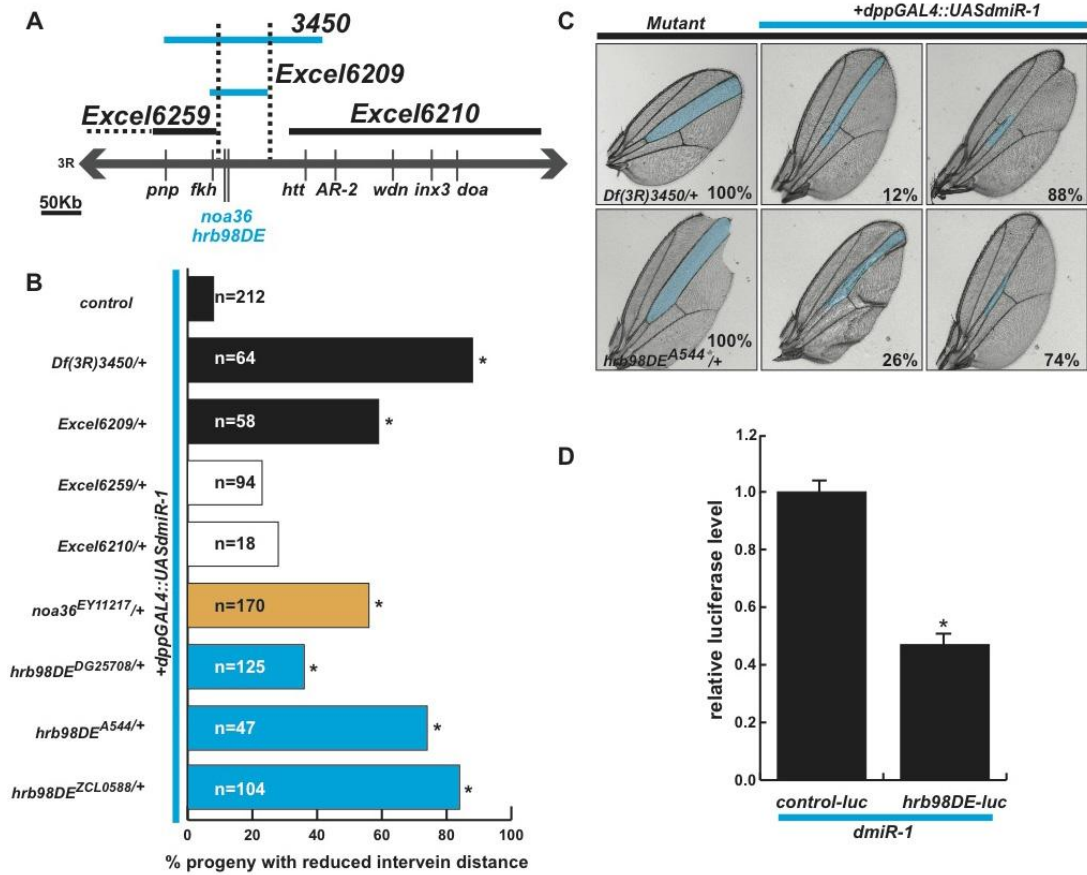 A
3450
Excel6209
Excel6259
Excel6210
3R
pnp fkh htt AR-2 wdn inx3 doa
50Kb
noa36
hrb98DE
B
+dppGAL4::UASdmiR-1
control n=212
Df(3R)3450/+ n=64 *
Excel6209/+ n=58 *
Excel6259/+ n=94
Excel6210/+ n=18
noa36EY11217/+ n=170 *
hrb98DEDG25708/+ n=125 *
hrb98DEA544/+ n=47 *
hrb98DEZCL0588/+ n=104 *
0 20 40 60 80 100
% progeny with reduced intervein distance
C
Mutant +dppGAL4::UASdmiR-1
Df(3R)3450/+ 100% 12% 88%
hrb98DEA544/+ 100% 26% 74%
D
relative luciferase level
1.2
1.0
0.8
0.6
0.4
0.2
0.0
*
control-luc hrb98DE-luc
dmiR-1